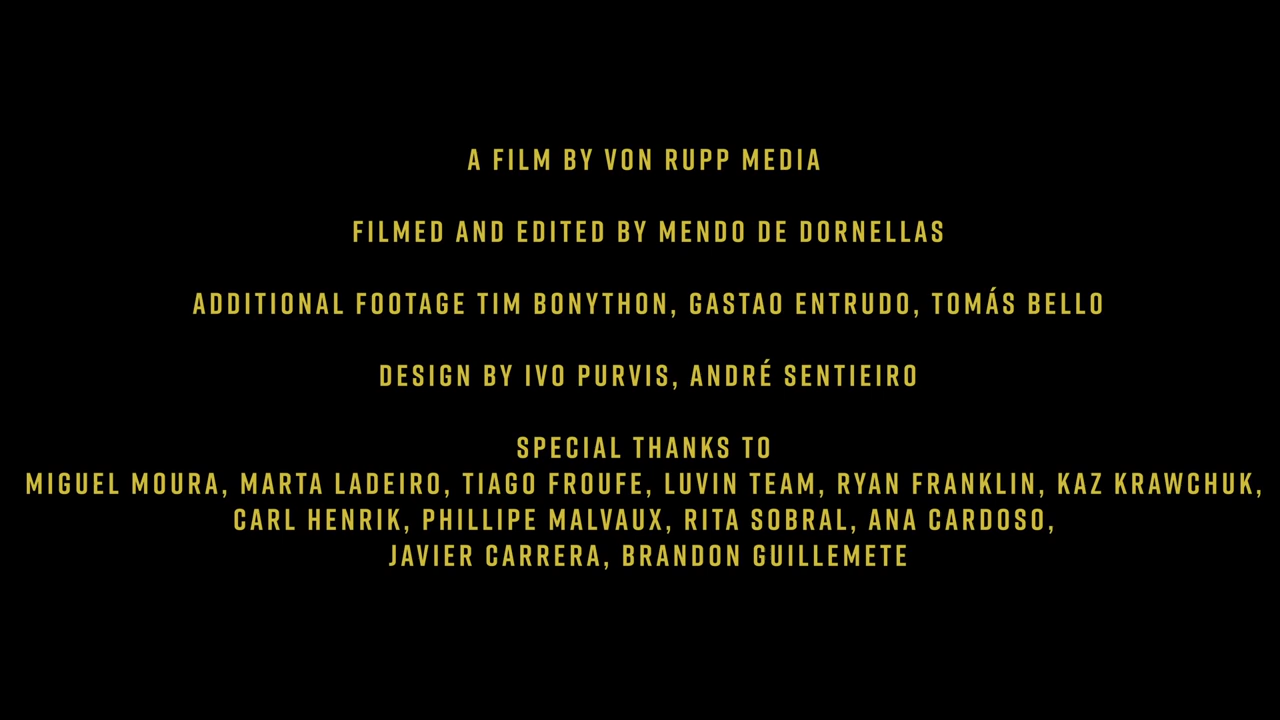 A FILM BY VON RUPP MEDIA
FILMED AND EDITED BY MENDO DE DORNELLAS
ADDITIONAL FOOTAGE TIM BONYTHON, GASTAO ENTRUDO, TOMÁS BELLO
DESIGN BY IVO PURVIS, ANDRÉ SENTIEIRO
SPECIAL THANKS TO
MIGUEL MOURA, MARTA LADEIRO, TIAGO FROUFE, LUVIN TEAM, RYAN FRANKLIN, KAZ KRAWCHUK,
CARL HENRIK, PHILLIPE MALVAUX, RITA SOBRAL, ANA CARDOSO,
JAVIER CARRERA, BRANDON GUILLEMETE